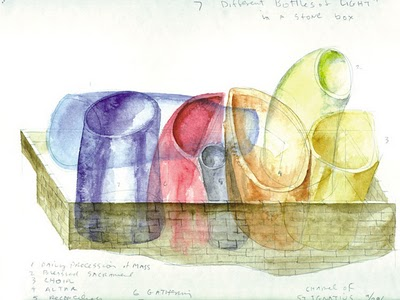 7 Different Bottles of LIGHT
in a STONE box
1 DAILY PROCESSION of MASS
2 Blessed Sacrament
3 CHOIR
4 ALTAR
6 GATHERING
CHAPEL OF
ST IGNATIUS